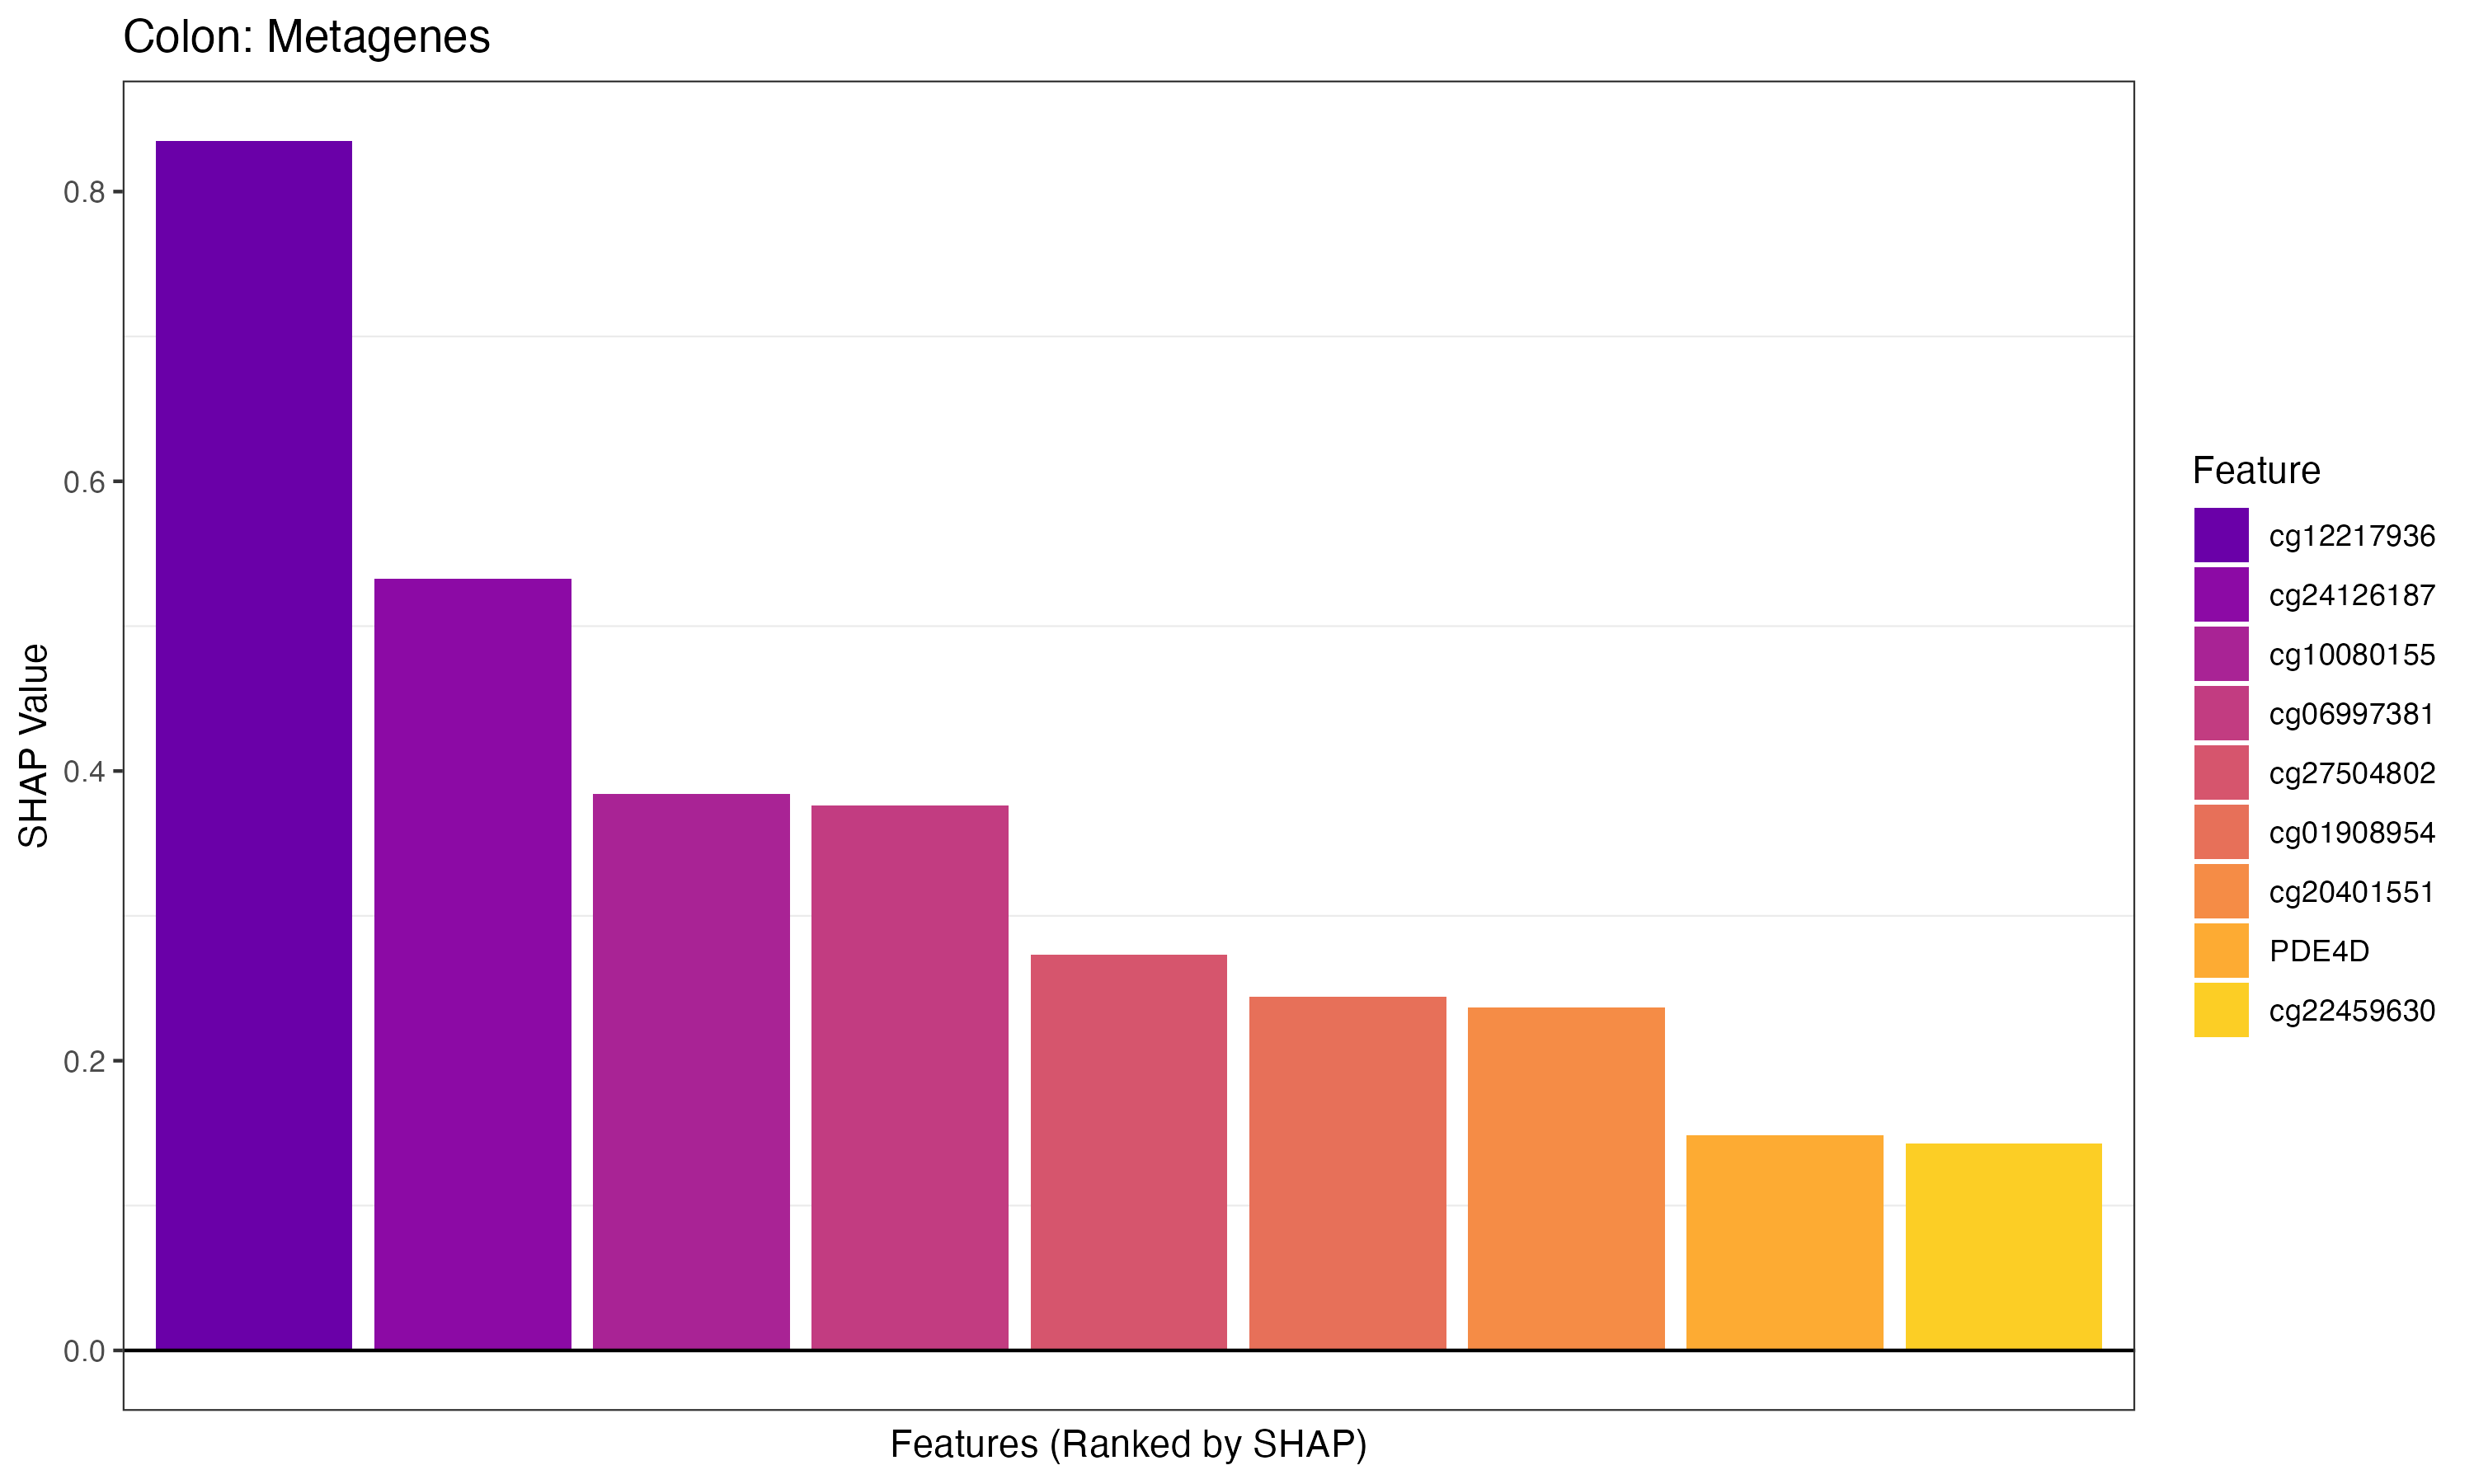 Colon: Metagenes
SHAP Value
0.8
0.6
0.4
0.2
0.0
Features (Ranked by SHAP)
Feature
cg12217936
cg24126187
cg10080155
cg06997381
cg27504802
cg01908954
cg20401551
PDE4D
cg22459630